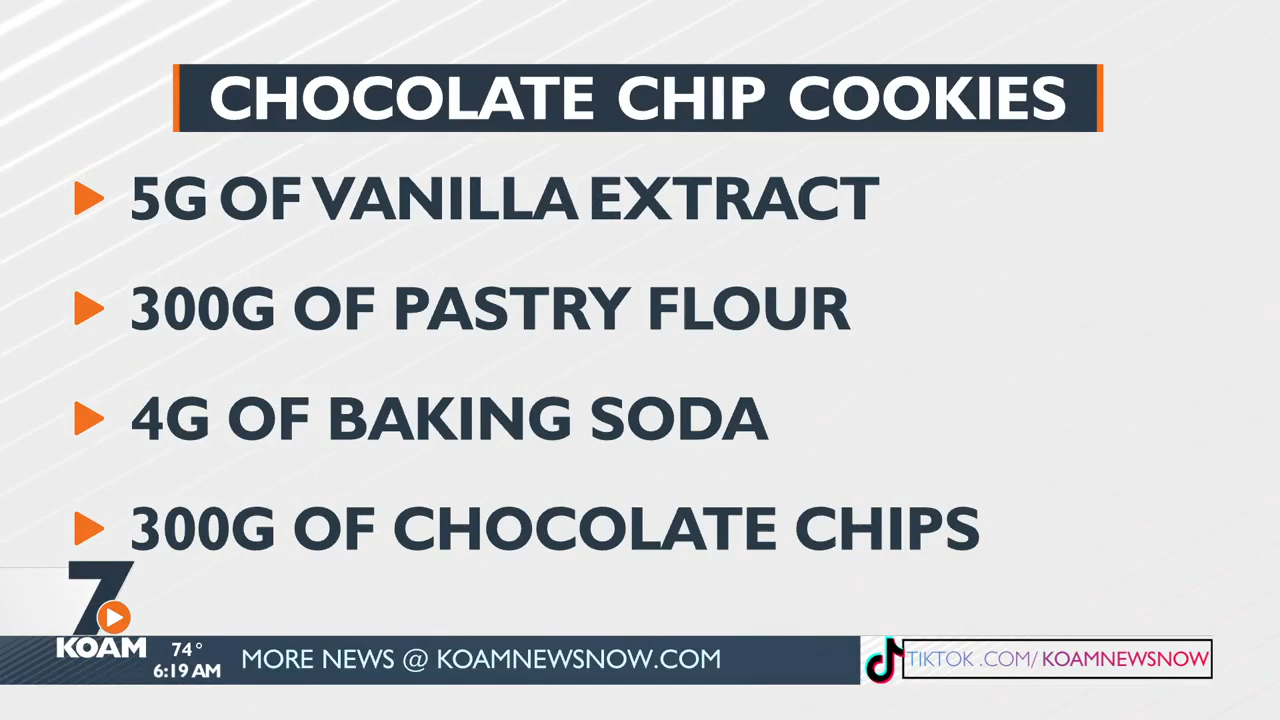 CHOCOLATE CHIP COOKIES
5G OF VANILLA EXTRACT
300G OF PASTRY FLOUR
4G OF BAKING SODA
300G OF CHOCOLATE CHIPS
7
KOAM
74°
6:19 AM
MORE NEWS @ KOAMNEWSNOW.COM
TIKTOK .COM/ KOAMNEWSNOW